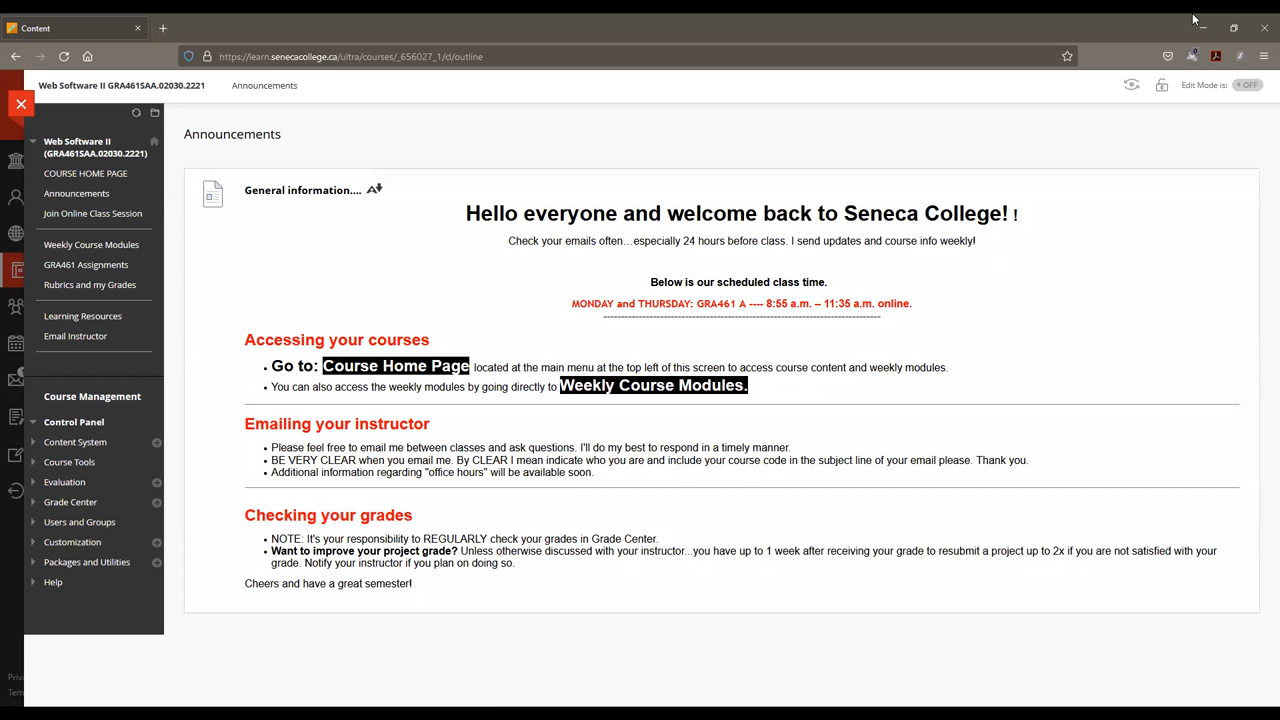 Content
https://learn.senecacollege.ca/ultra/courses/_656027_1/cl/outline
Web Software II GRA461SAA.02030.2221
Announcements
Edit Mode is:
OFF
Web Software II
(GRA461SAA.02030.2221)
COURSE HOME PAGE
Announcements
Join Online Class Session
Weekly Course Modules
GRA461 Assignments
Rubrics and my Grades
Learning Resources
Email Instructor
Course Management
Control Panel
Content System
Course Tools
Evaluation
Grade Center
Users and Groups
Customization
Packages and Utilities
Help
Priva
Term
Announcements
General information....
Hello everyone and welcome back to Seneca College! !
Check your emails often…especially 24 hours before class. I send updates and course info weekly!
Below is our scheduled class time.
MONDAY and THURSDAY: GRA461 A ---- 8:55 a.m. – 11:35 a.m. online.
--------------------------------------------------------------------------------
Accessing your courses
• Go to: Course Home Page located at the main menu at the top left of this screen to access course content and weekly modules.
• You can also access the weekly modules by going directly to Weekly Course Modules.
Emailing your instructor
• Please feel free to email me between classes and ask questions. I'll do my best to respond in a timely manner.
• BE VERY CLEAR when you email me. By CLEAR I mean indicate who you are and include your course code in the subject line of your email please. Thank you.
• Additional information regarding "office hours" will be available soon.
Checking your grades
• NOTE: It's your responsibility to REGULARLY check your grades in Grade Center.
• Want to improve your project grade? Unless otherwise discussed with your instructor...you have up to 1 week after receiving your grade to resubmit a project up to 2x if you are not satisfied with your
grade. Notify your instructor if you plan on doing so.
Cheers and have a great semester!